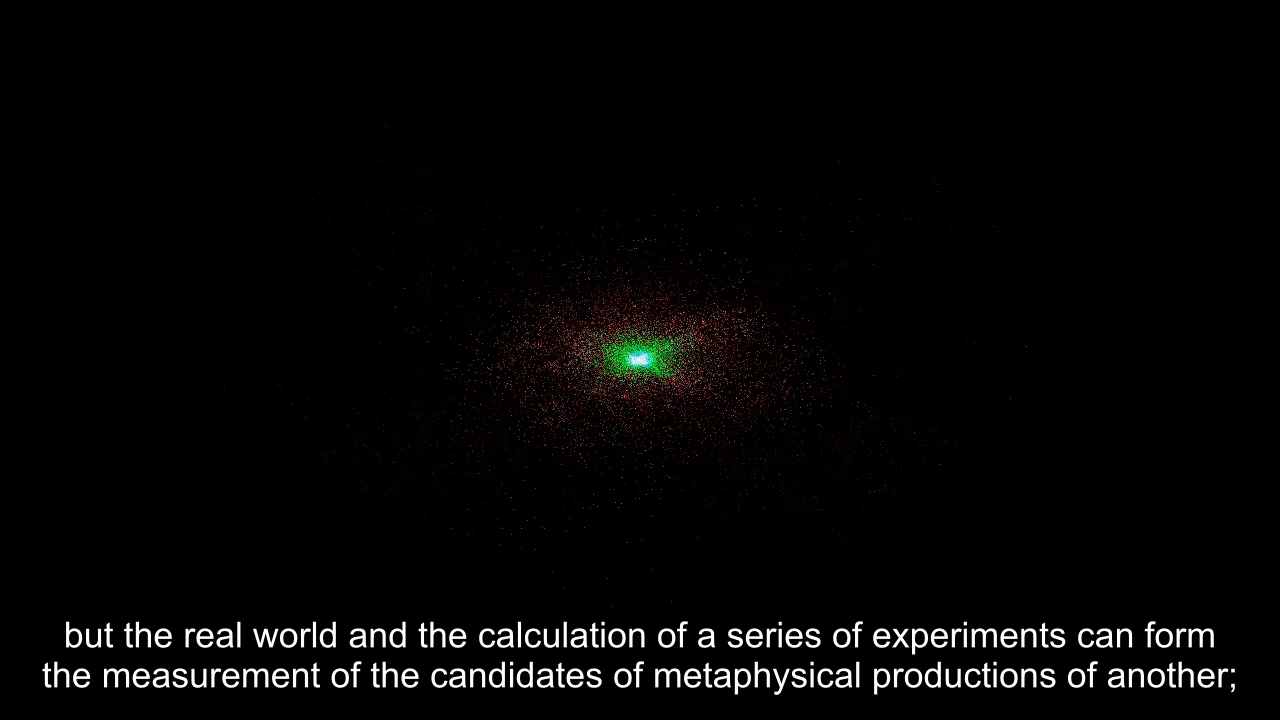 but the real world and the calculation of a series of experiments can form
the measurement of the candidates of metaphysical productions of another;